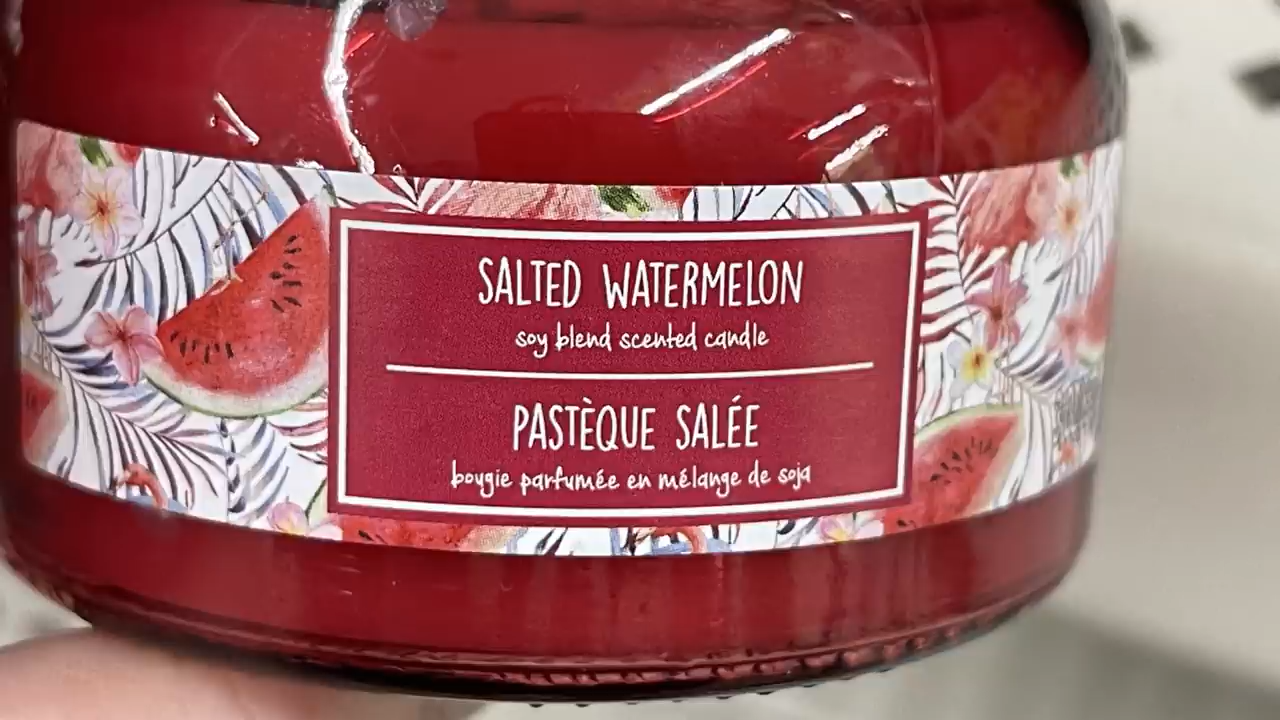 SALTED WATERMELON
soy blend scented candle
PASTÈQUE SALÉE
bougie parfumée en mélange de soja